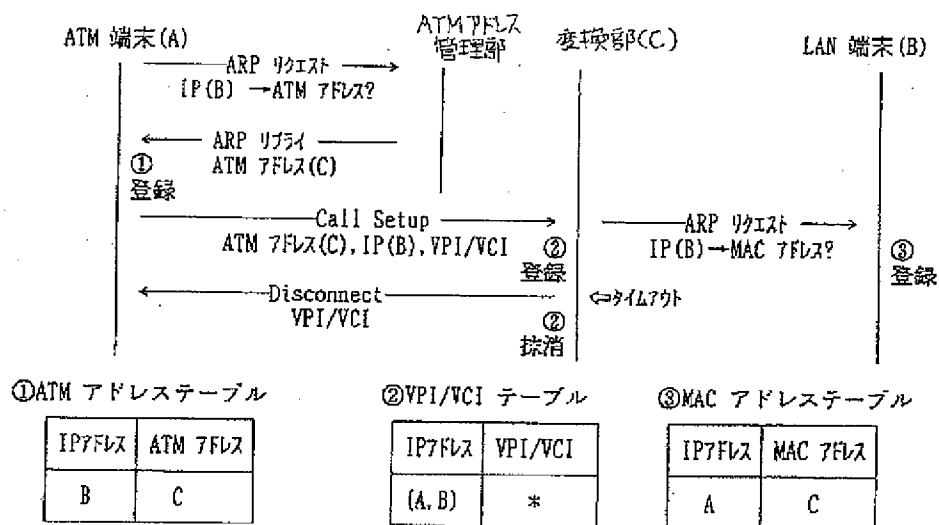 ATM 端末(A)
ATMアドレス
管理部
変換部(C)
LAN 端末(B)
ARP リクエスト
IP(B) →ATM アドレス?
ARP リプライ
ATM アドレス(C)
①
登録
Call Setup
ATM アドレス(C), IP(B), VPI/VCI
②
登録
ARP リクエスト
IP(B)→MAC アドレス?
③
登録
Disconnect
VPI/VCI
⇦タイムアウト
②
抹消
①ATM アドレステーブル
②VPI/VCI テーブル
③MAC アドレステーブル
IPアドレス ATM アドレス
B C
IPアドレス VPI/VCI
(A,B) *
IPアドレス MAC アドレス
A C